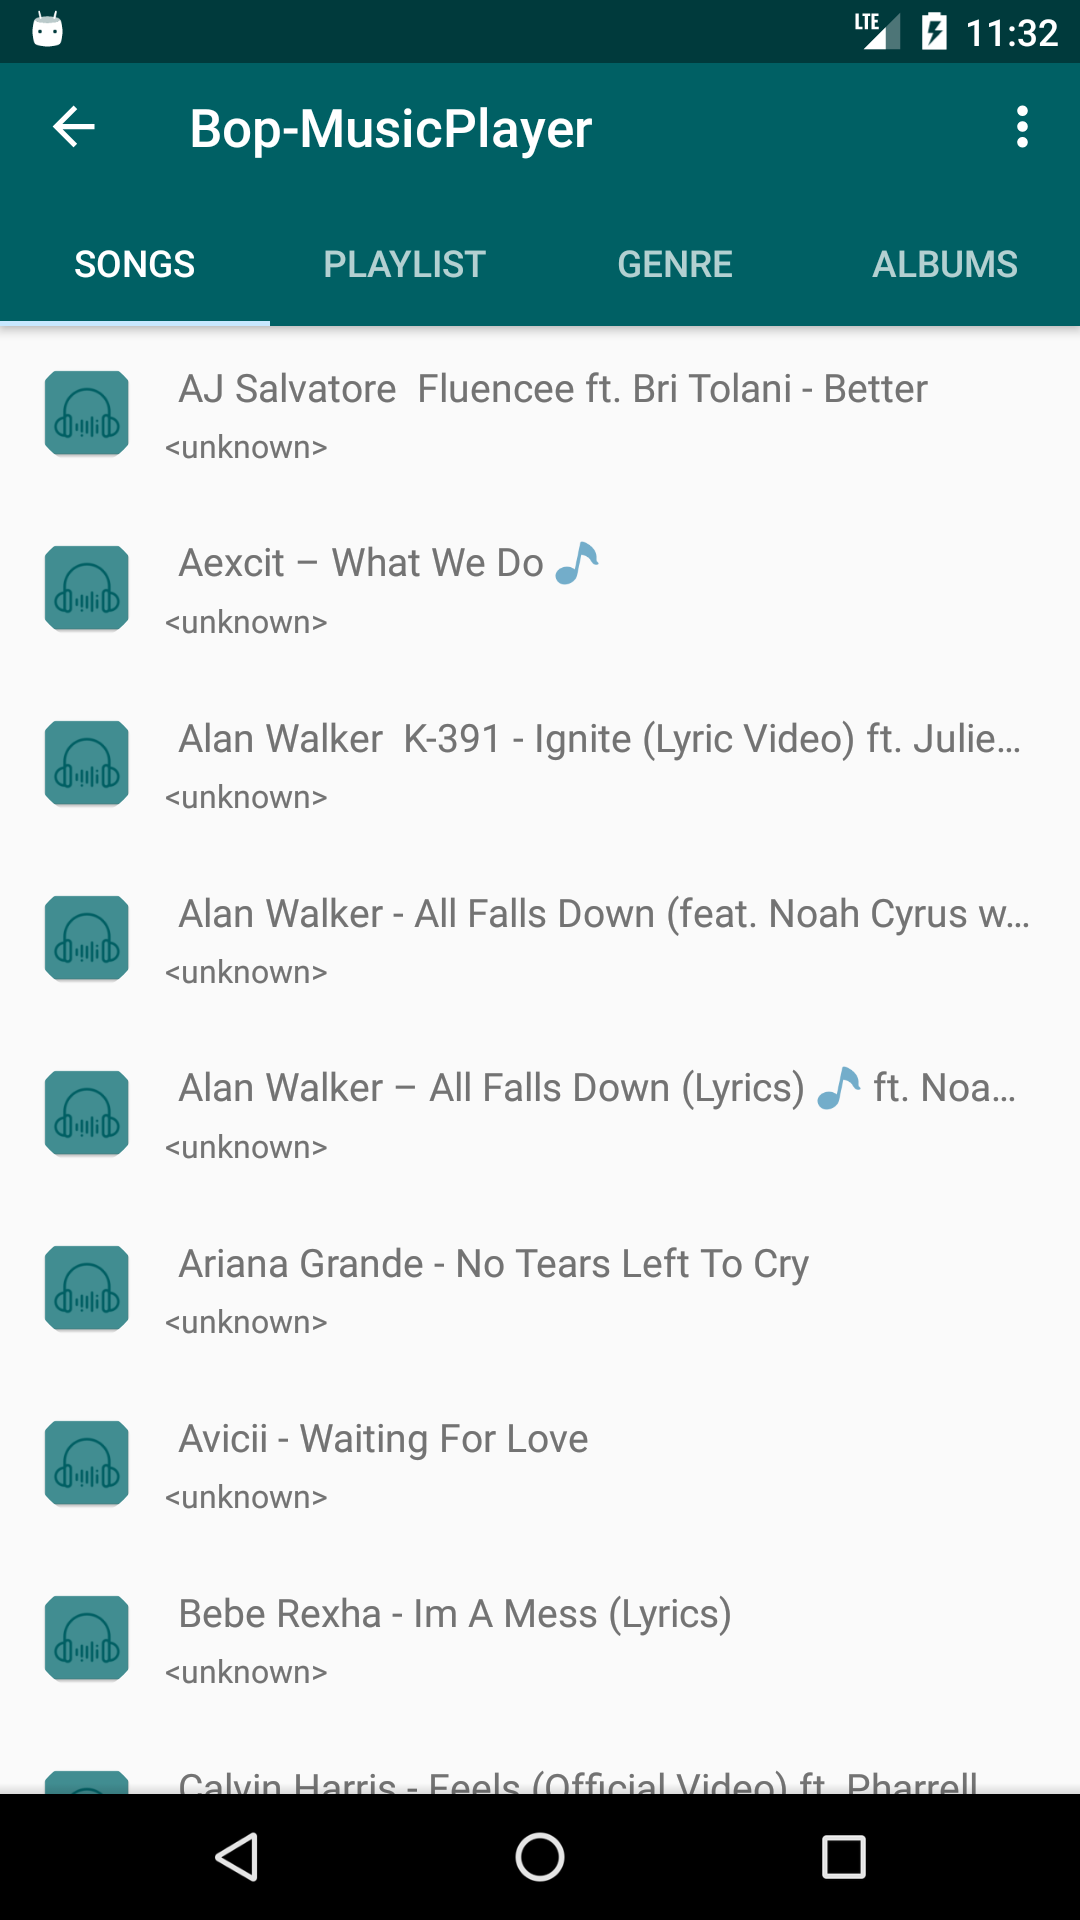 LTE 11:32
Bop-MusicPlayer
SONGS PLAYLIST GENRE ALBUMS
AJ Salvatore  Fluencee ft. Bri Tolani - Better
<unknown>
Aexcit – What We Do 🎵
<unknown>
Alan Walker  K-391 - Ignite (Lyric Video) ft. Julie...
<unknown>
Alan Walker - All Falls Down (feat. Noah Cyrus w...
<unknown>
Alan Walker – All Falls Down (Lyrics) 🎵 ft. Noa...
<unknown>
Ariana Grande - No Tears Left To Cry
<unknown>
Avicii - Waiting For Love
<unknown>
Bebe Rexha - Im A Mess (Lyrics)
<unknown>
Calvin Harris - Feels (Official Video) ft. Pharrell